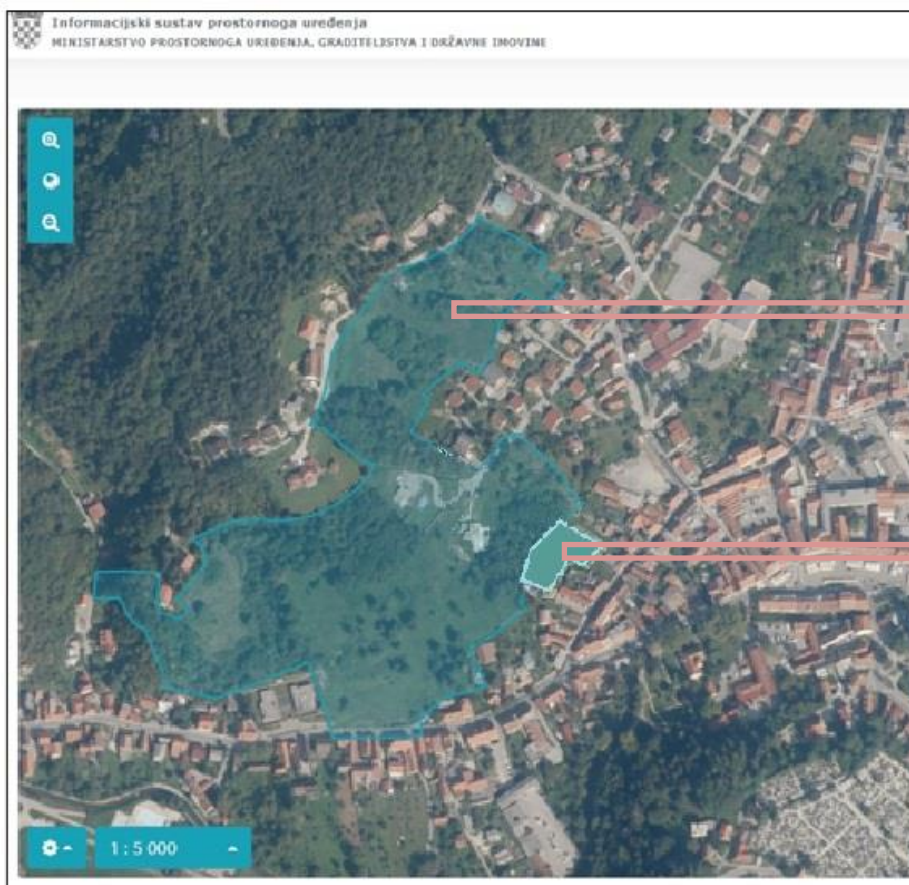 Informacijski sustav prostornoga uređenja
MINISTARSTVO PROSTORNOGA UREĐENJA, GRADITELJSTVA I DRŽAVNE IMOVINE
1 : 5 000